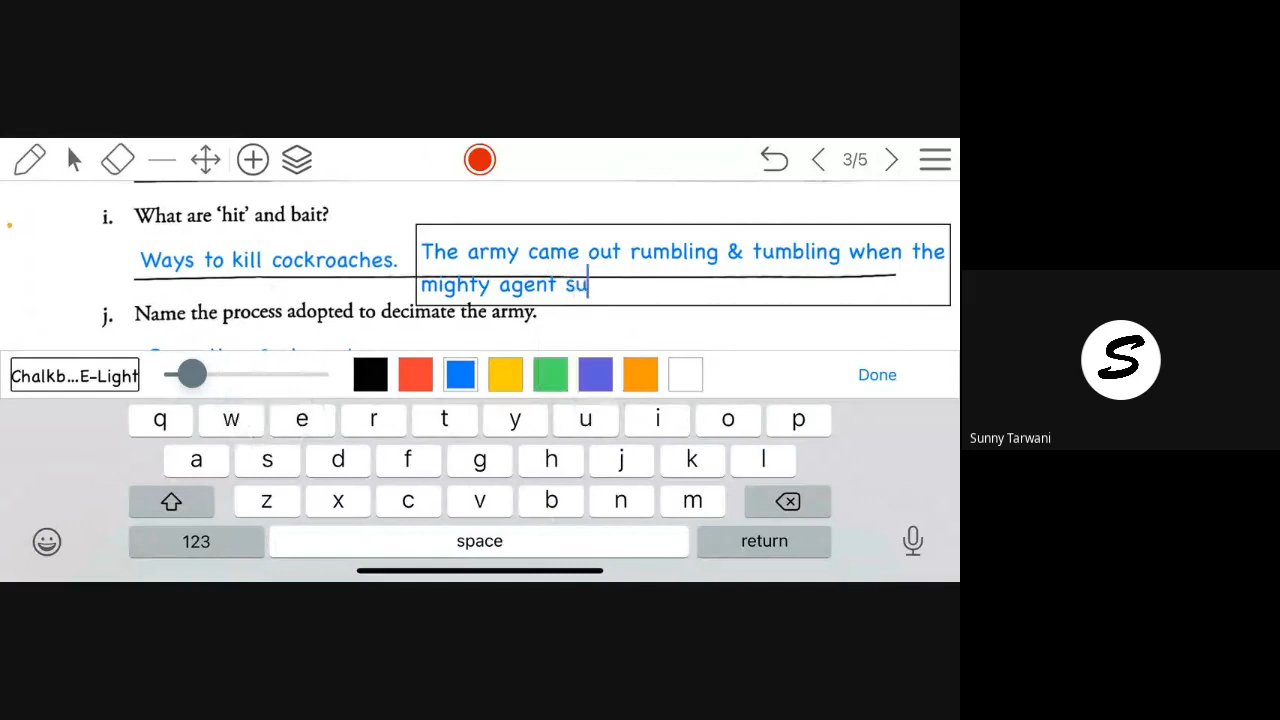 3/5
i. What are ‘hit’ and bait?
Ways to kill cockroaches.
The army came out rumbling & tumbling when the
mighty agent su
j. Name the process adopted to decimate the army.
Chalkb...E-Light
Done
q w e r t y u i o p
a s d f g h j k l
z x c v b n m
123 space return
S
Sunny Tarwani